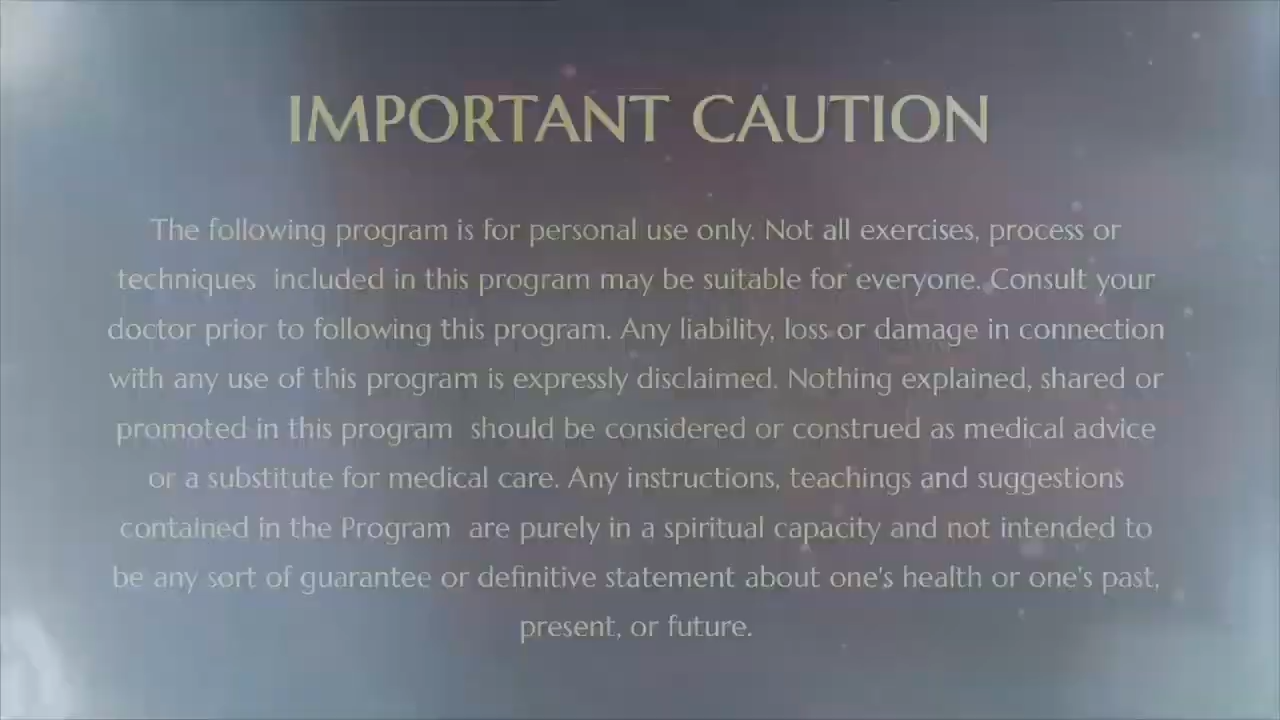 IMPORTANT CAUTION
The following program is for personal use only. Not all exercises, process or
techniques  included in this program may be suitable for everyone. Consult your
doctor prior to following this program. Any liability, loss or damage in connection
with any use of this program is expressly disclaimed. Nothing explained, shared or
promoted in this program  should be considered or construed as medical advice
or a substitute for medical care. Any instructions, teachings and suggestions
contained in the Program  are purely in a spiritual capacity and not intended to
be any sort of guarantee or definitive statement about one's health or one's past,
present, or future.